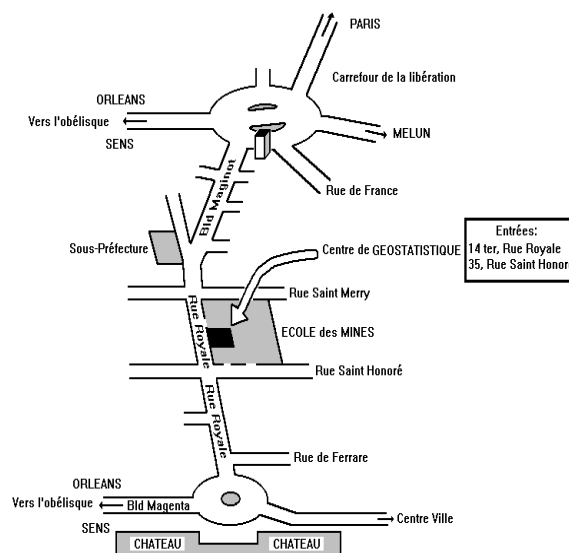 PARIS
Carrefour de la libération
ORLEANS
Vers l'obélisque
SENS
MELUN
Rue de France
Bld Maginot
Sous-Préfecture
Centre de GEOSTATISTIQUE
Entrées:
14 ter, Rue Royale
35, Rue Saint Honoré
Rue Saint Merry
Rue Royale
ECOLE des MINES
Rue Saint Honoré
Rue Royale
Rue de Ferrare
ORLEANS
Vers l'obélisque
Bld Magenta
Centre Ville
SENS
CHATEAU
CHATEAU